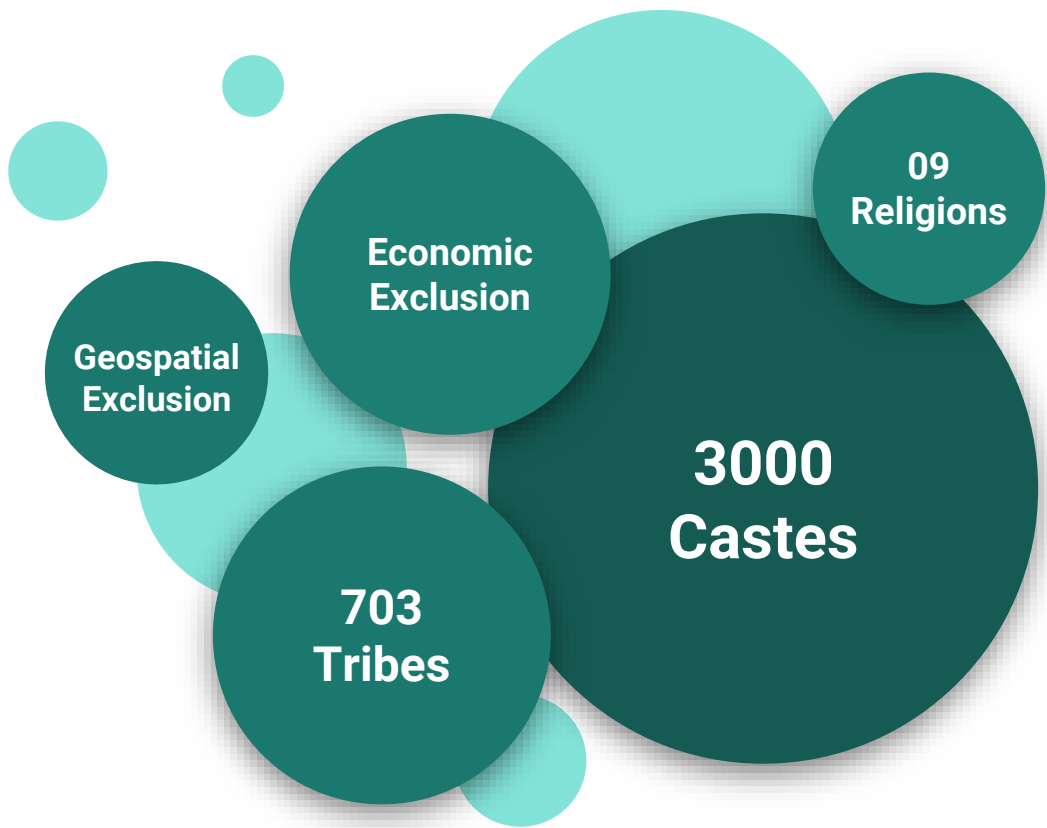 09
Religions
Economic
Exclusion
Geospatial
Exclusion
3000
Castes
703
Tribes